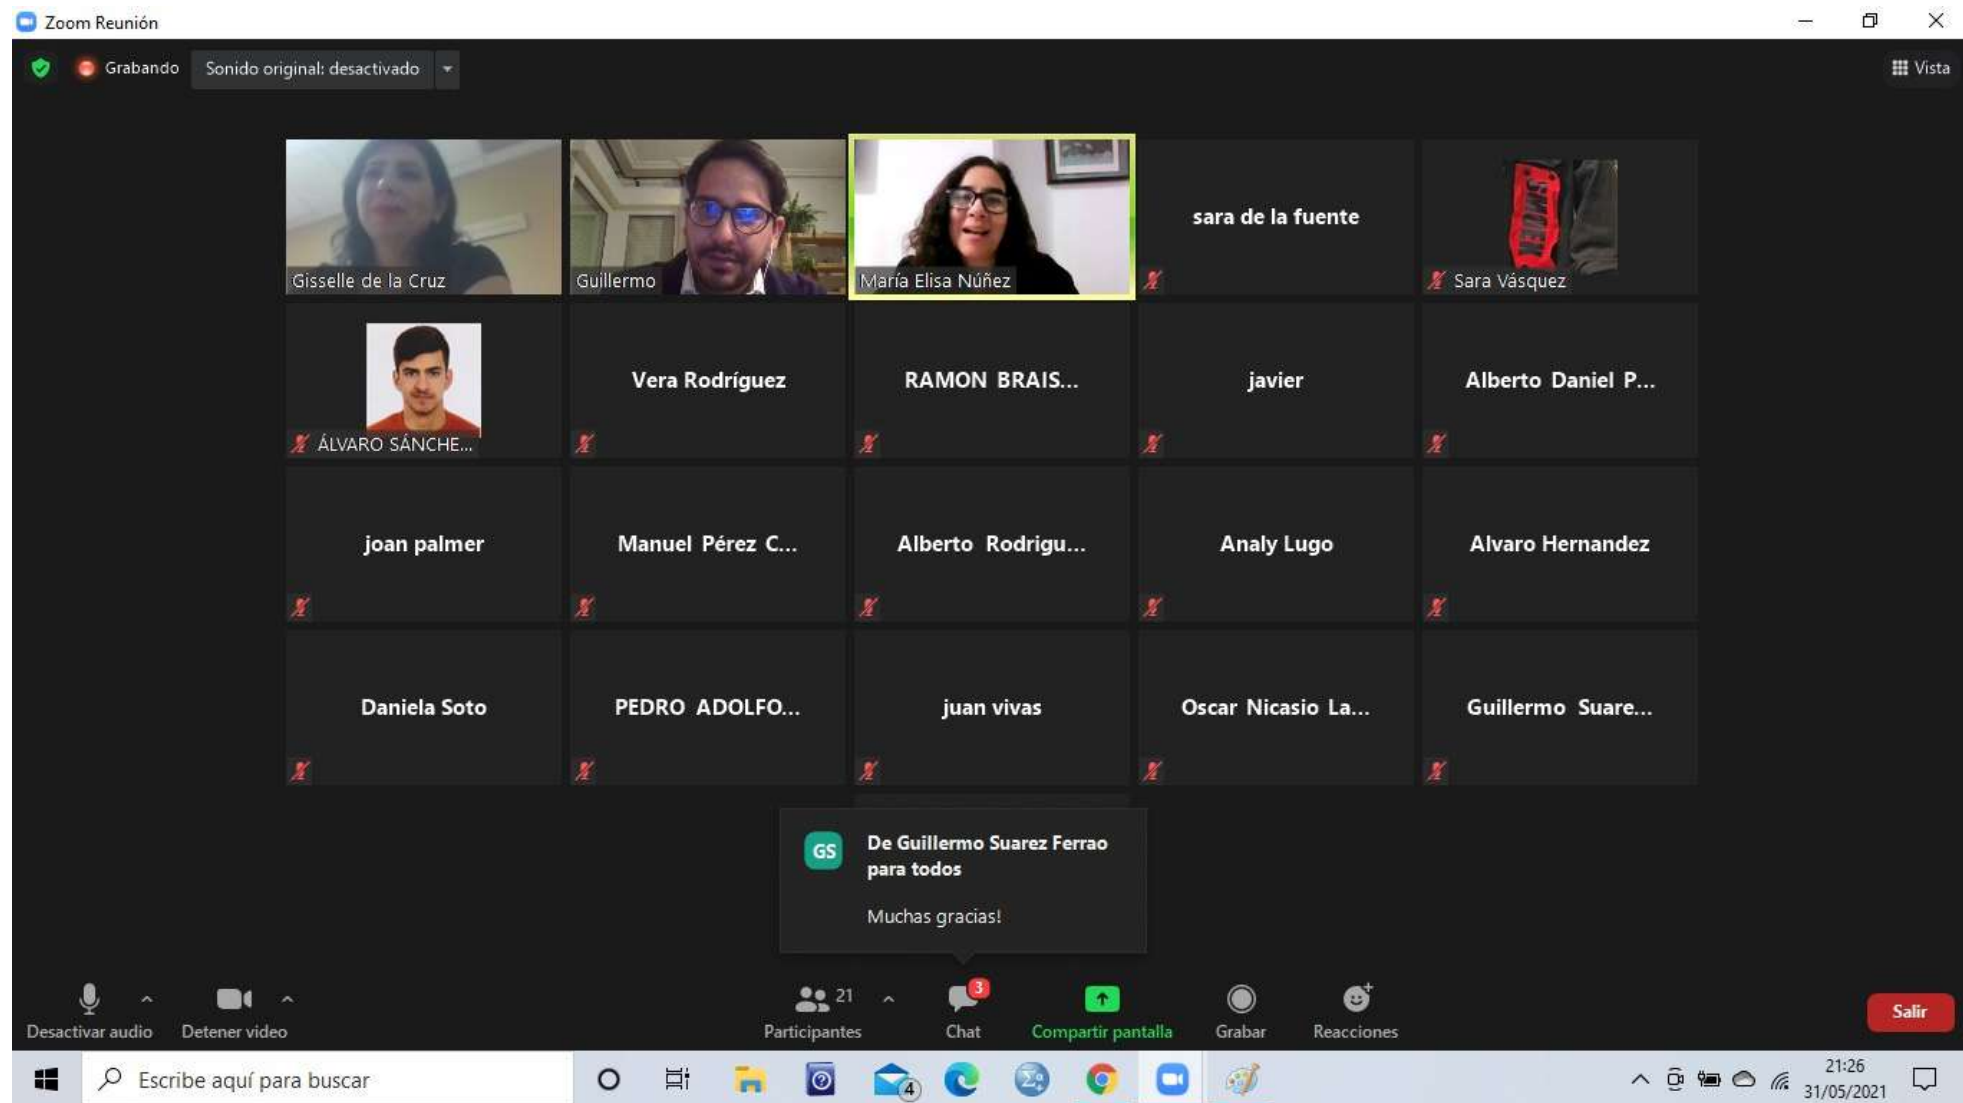 Zoom Reunión
Grabando
Sonido original: desactivado
Vista
Gisselle de la Cruz
Guillermo
María Elisa Núñez
sara de la fuente
Sara Vásquez
ÁLVARO SÁNCHE...
Vera Rodríguez
RAMON BRAIS...
javier
Alberto Daniel P...
joan palmer
Manuel Pérez C...
Alberto Rodrigu...
Analy Lugo
Alvaro Hernandez
Daniela Soto
PEDRO ADOLFO...
juan vivas
Oscar Nicasio La...
Guillermo Suare...
GS
De Guillermo Suarez Ferrao
para todos
Muchas gracias!
Desactivar audio
Detener video
21
Participantes
3
Chat
Compartir pantalla
Grabar
Reacciones
Salir
Escribe aquí para buscar
4
21:26
31/05/2021